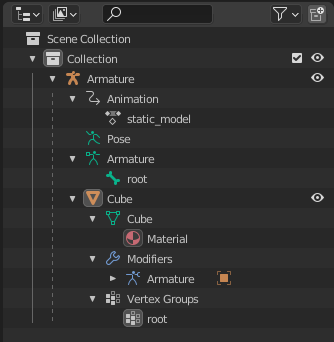 Scene Collection
Collection
Armature
Animation
static_model
Pose
Armature
root
Cube
Cube
Material
Modifiers
Armature
Vertex Groups
root